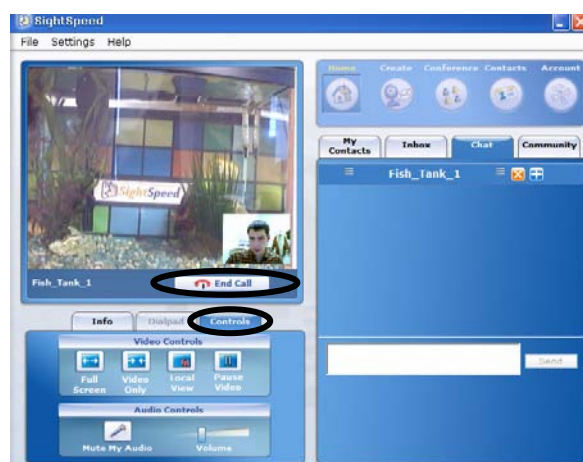 SightSpeed
File Settings Help
Home Create Conference Contacts Account
My Contacts Inbox Chat Community
Fish_Tank_1
SightSpeed
Fish_Tank_1 End Call
Info Dialpad Controls
Video Controls
Full Screen Video Only Local View Pause Video
Send
Audio Controls
Mute My Audio Volume